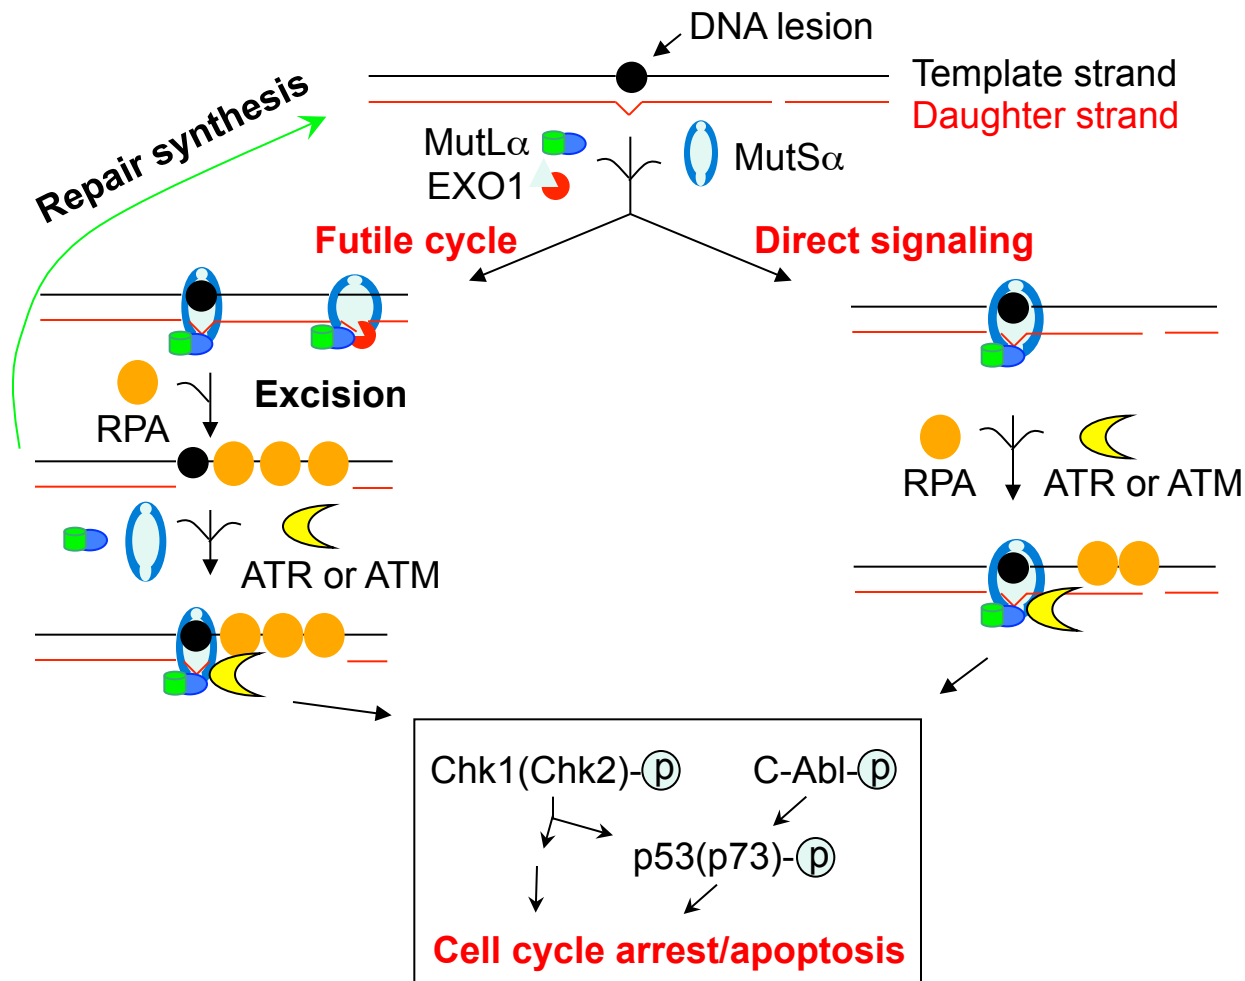 DNA lesion
Template strand
Daughter strand
Repair synthesis
MutLα
EXO1
MutSα
Futile cycle
Direct signaling
RPA
Excision
ATR or ATM
RPA
ATR or ATM
Chk1(Chk2)-p
C-Abl-p
p53(p73)-p
Cell cycle arrest/apoptosis